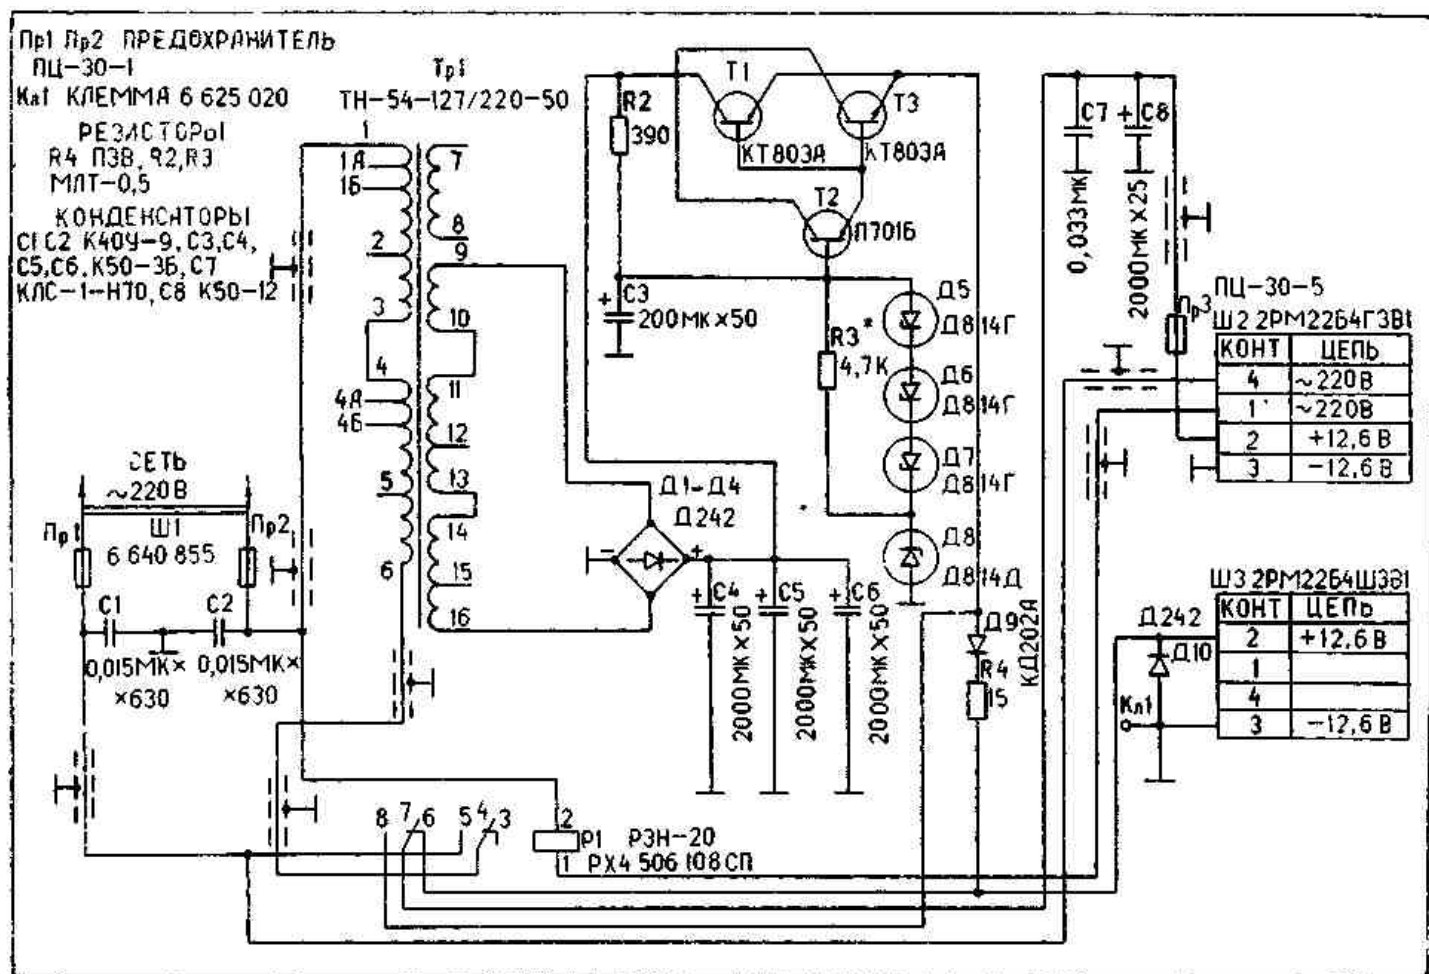 Пр1 Пр2 ПРЕДОХРАНИТЕЛЬ
ПЦ-30-1
Кл1 КЛЕММА 6 625 020
РЕЗИСТОРЫ
R4 ПЗВ, R2, R3
МЛТ-0,5
КОНДЕНСАТОРЫ
С1 С2 К40У-9, С3, С4,
С5, С6, К50-3Б, С7
КЛС-1-Н70, С8 К50-12
Тр1
ТН-54-127/220-50
1
1А
1Б
2
3
4
4А
4Б
5
6
7
8
9
10
11
12
13
14
15
16
R2
390
Т1
КТ803А
Т3
КТ803А
Т2
П701Б
+ С3
200МК×50
R3*
4,7К
Д5
Д814Г
Д6
Д814Г
Д7
Д814Г
Д8
Д814Д
С7
0,033МК
+ С8
2000МК×25
Пр3
ПЦ-30-5
Ш2 2РМ22Б4Г3В1
КОНТ ЦЕПЬ
4 ~220В
1 ~220В
2 +12,6 В
3 -12,6 В
СЕТЬ
~220В
Ш1
6 640 855
Пр1
Пр2
С1
0,015МК×
×630
С2
0,015МК×
×630
Д1-Д4
Д242
-
+
+ С4
2000МК×50
+ С5
2000МК×50
+ С6
2000МК×50
Д9
КД202А
R4
15
Ш3 2РМ22Б4Ш3В1
КОНТ ЦЕПЬ
2 +12,6 В
1
4
3 -12,6 В
Д242
Д10
Кл1
8 7 6 5 4 3
2
1
Р1 РЭН-20
РХ4 506 108 СП